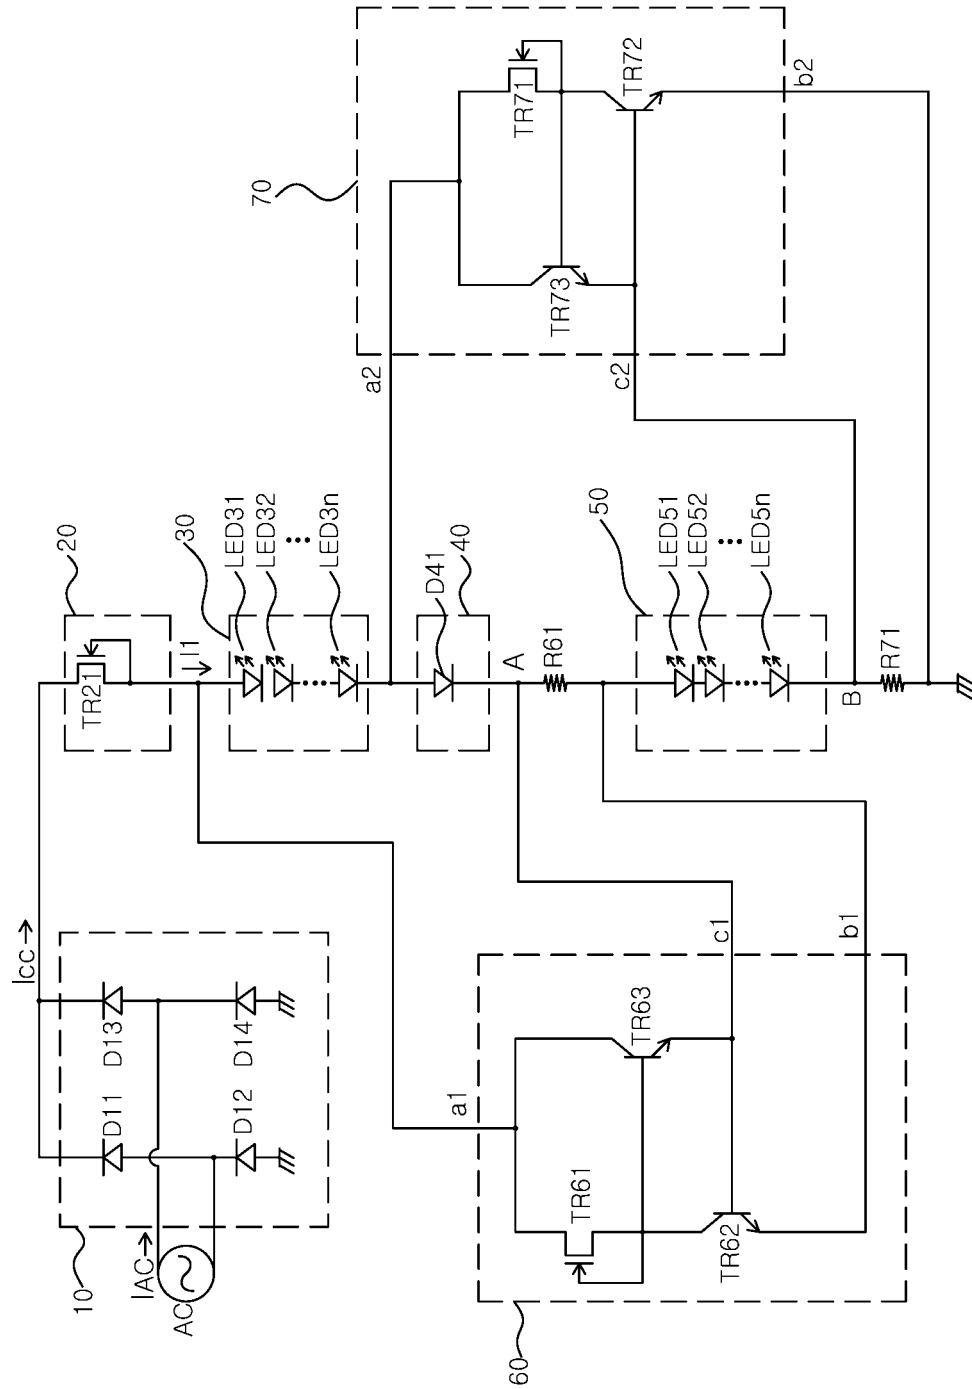 10
AC
IAC
D11
D12
D13
D14
Icc
20
TR21
I1
30
LED31
LED32
LED3n
40
D41
A
R61
50
LED51
LED52
LED5n
B
R71
60
a1
b1
c1
TR61
TR62
TR63
70
a2
b2
c2
TR71
TR72
TR73